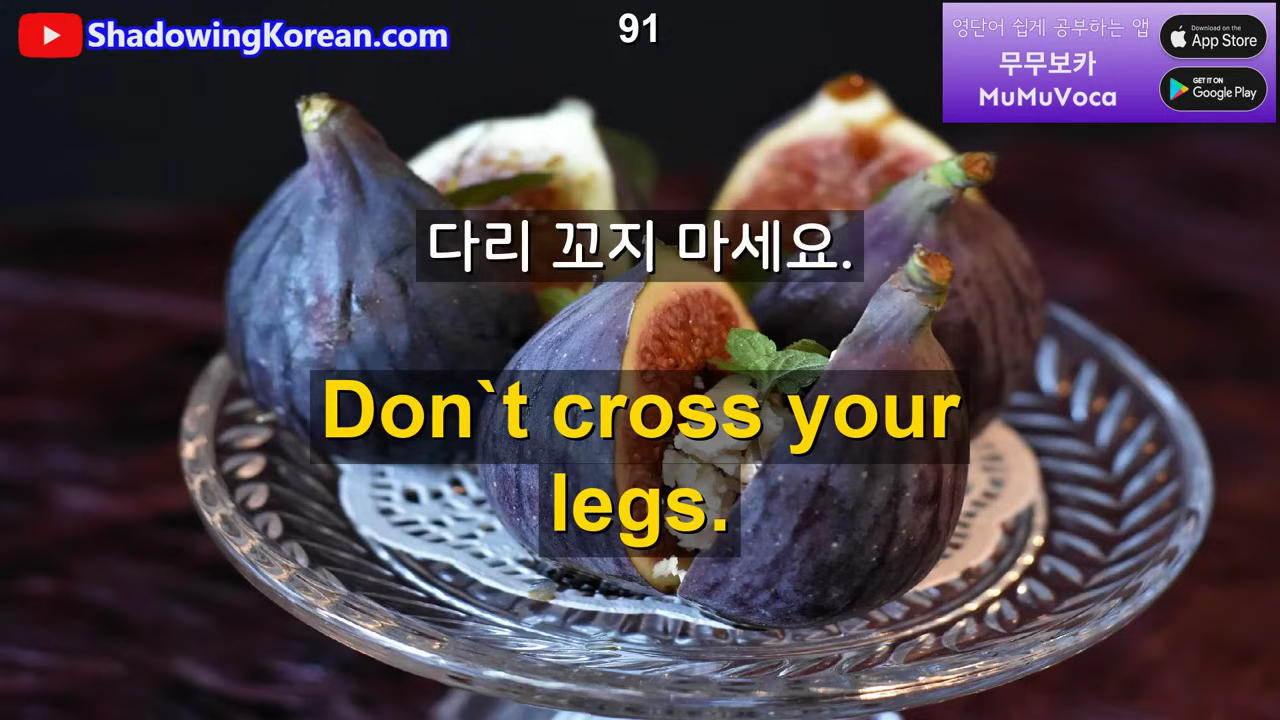 ShadowingKorean.com
91
영단어 쉽게 공부하는 앱
무무보카
MuMuVoca
Download on the
App Store
GET IT ON
Google Play
다리 꼬지 마세요.
Don`t cross your
legs.